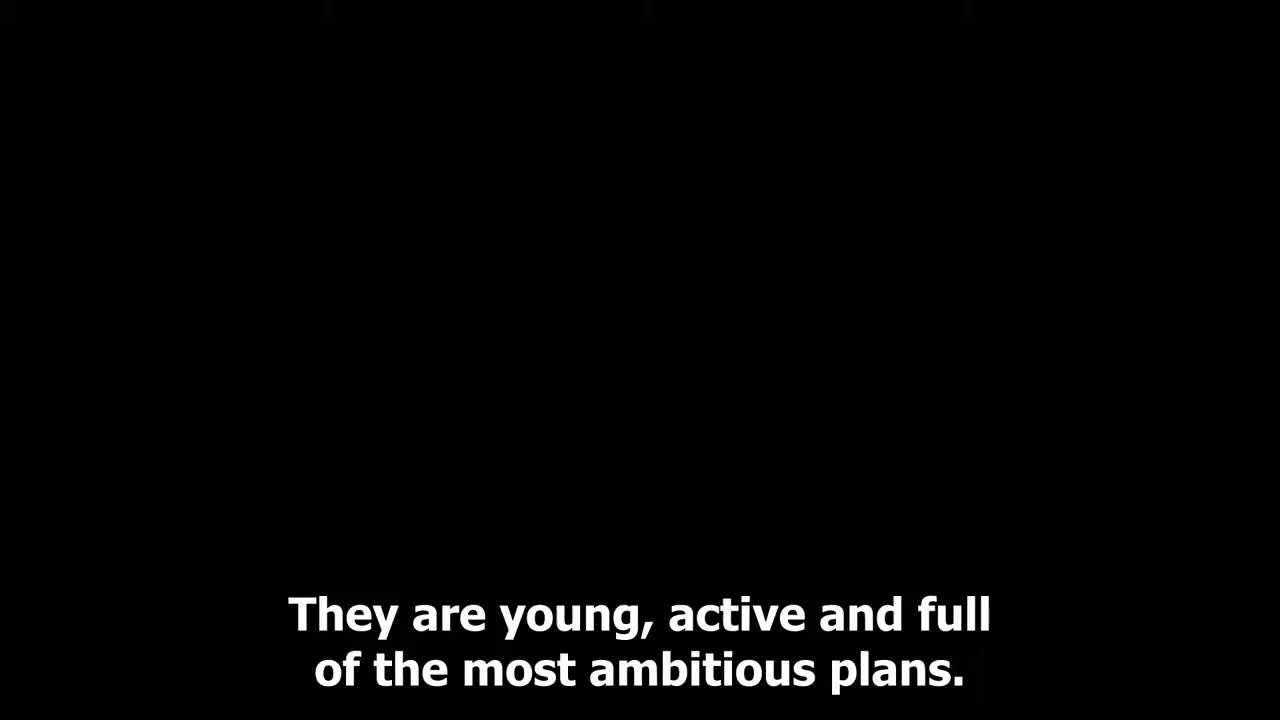 They are young, active and full
of the most ambitious plans.